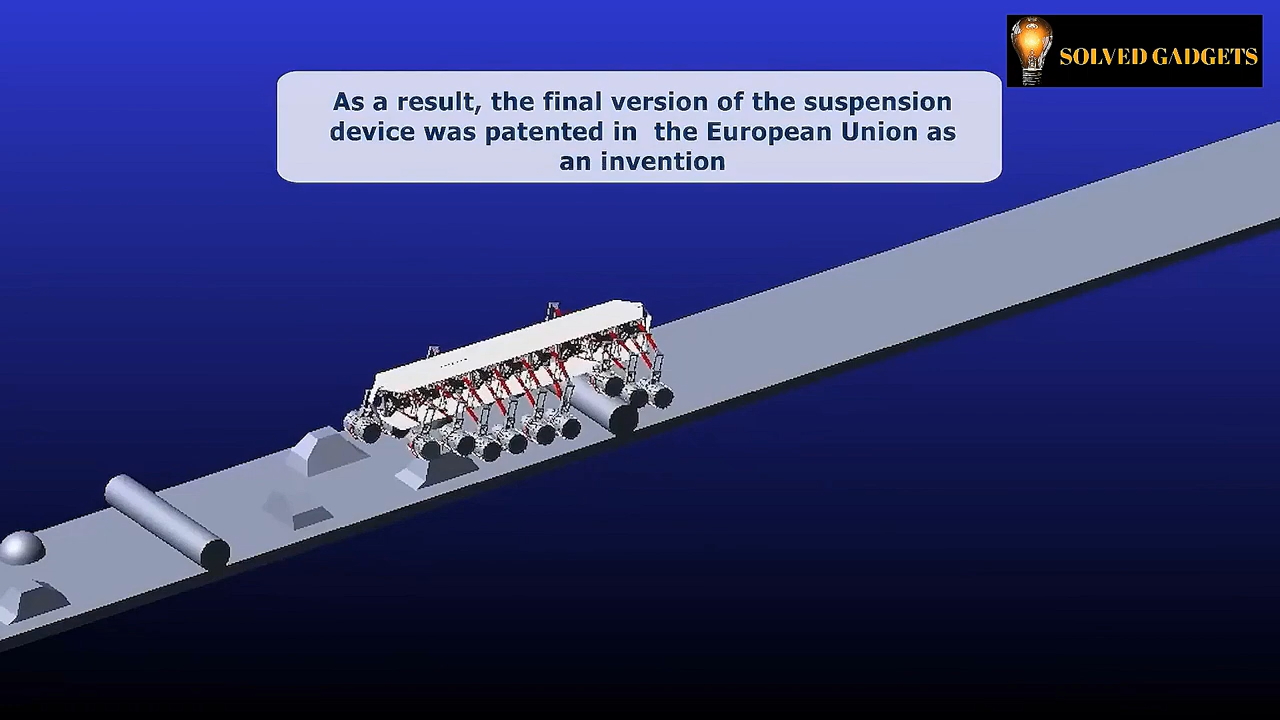 SOLVED GADGETS
As a result, the final version of the suspension
device was patented in the European Union as
an invention